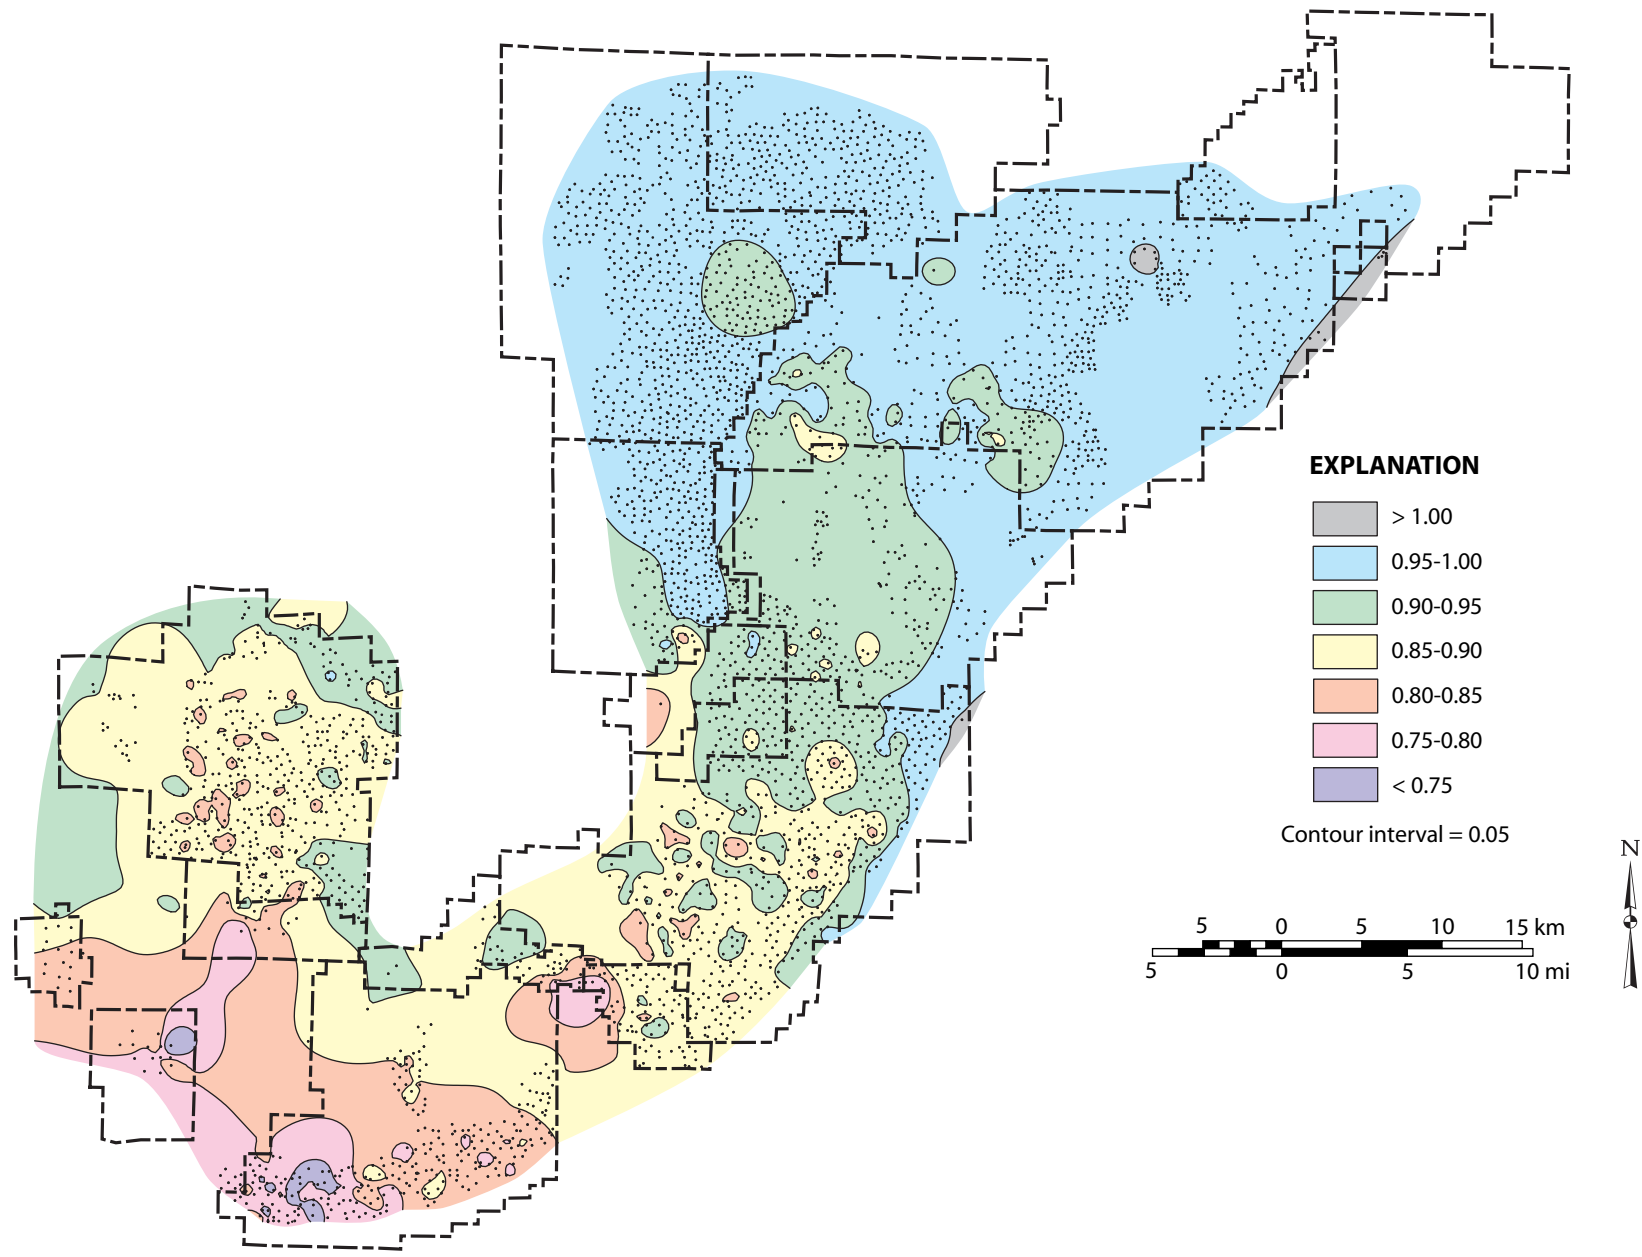 EXPLANATION
> 1.00
0.95-1.00
0.90-0.95
0.85-0.90
0.80-0.85
0.75-0.80
< 0.75
Contour interval = 0.05
N
5 0 5 10 15 km
5 0 5 10 mi